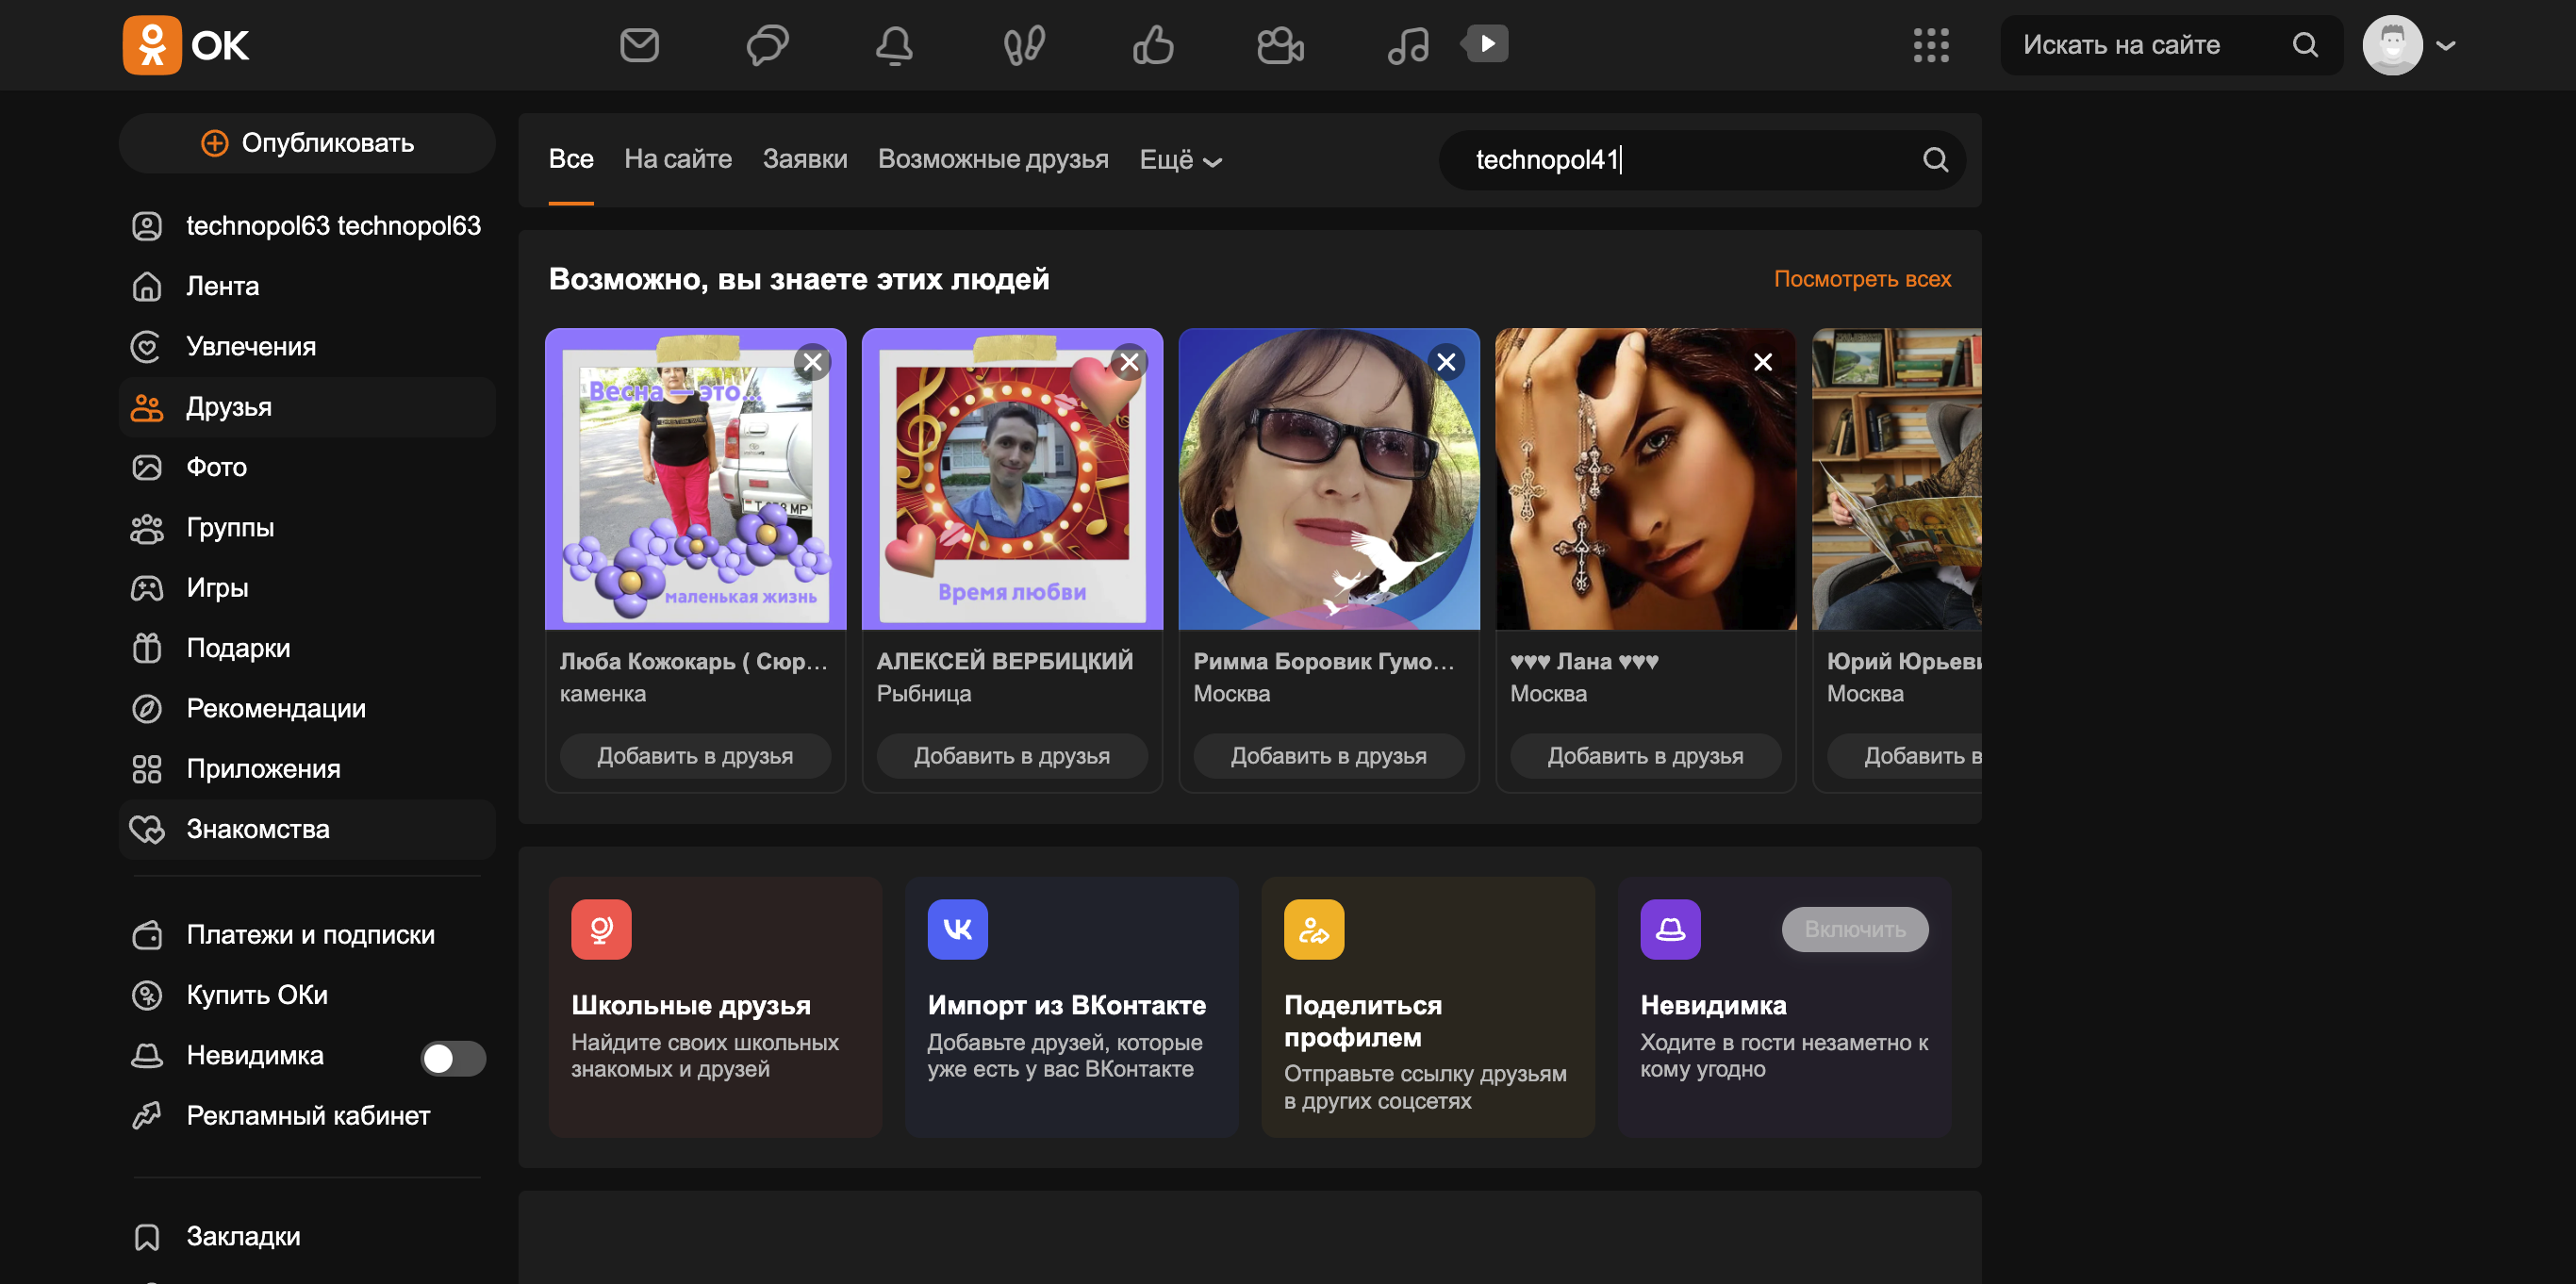 ОК
Искать на сайте
Опубликовать
technopol63 technopol63
Лента
Увлечения
Друзья
Фото
Группы
Игры
Подарки
Рекомендации
Приложения
Знакомства
Платежи и подписки
Купить ОКи
Невидимка
Рекламный кабинет
Закладки
Все На сайте Заявки Возможные друзья Ещё
technopol41
Возможно, вы знаете этих людей
Посмотреть всех
Весна — это...
маленькая жизнь
Люба Кожокарь ( Сюр...
каменка
Добавить в друзья
Время любви
АЛЕКСЕЙ ВЕРБИЦКИЙ
Рыбница
Добавить в друзья
Римма Боровик Гумо...
Москва
Добавить в друзья
♥♥♥ Лана ♥♥♥
Москва
Добавить в друзья
Юрий Юрьеви
Москва
Добавить в
Школьные друзья
Найдите своих школьных
знакомых и друзей
Импорт из ВКонтакте
Добавьте друзей, которые
уже есть у вас ВКонтакте
Поделиться
профилем
Отправьте ссылку друзьям
в других соцсетях
Включить
Невидимка
Ходите в гости незаметно к
кому угодно